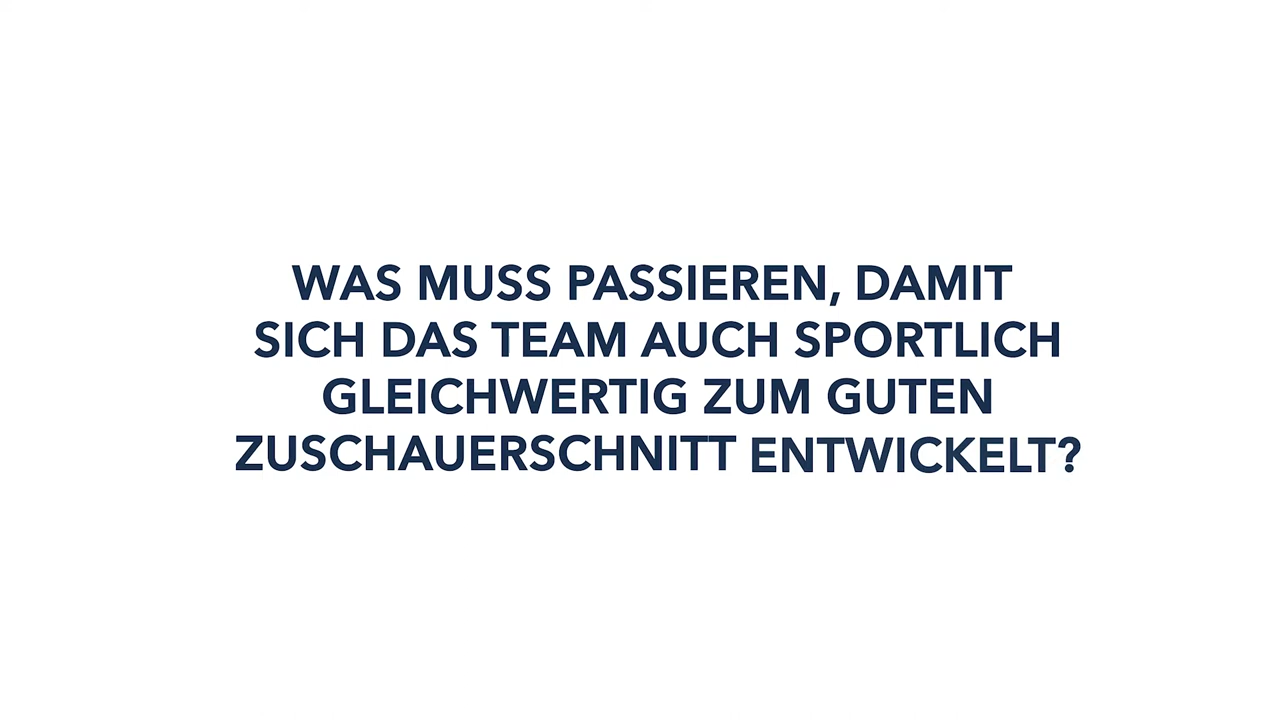 WAS MUSS PASSIEREN, DAMIT
SICH DAS TEAM AUCH SPORTLICH
GLEICHWERTIG ZUM GUTEN
ZUSCHAUERSCHNITT ENTWICKELT?